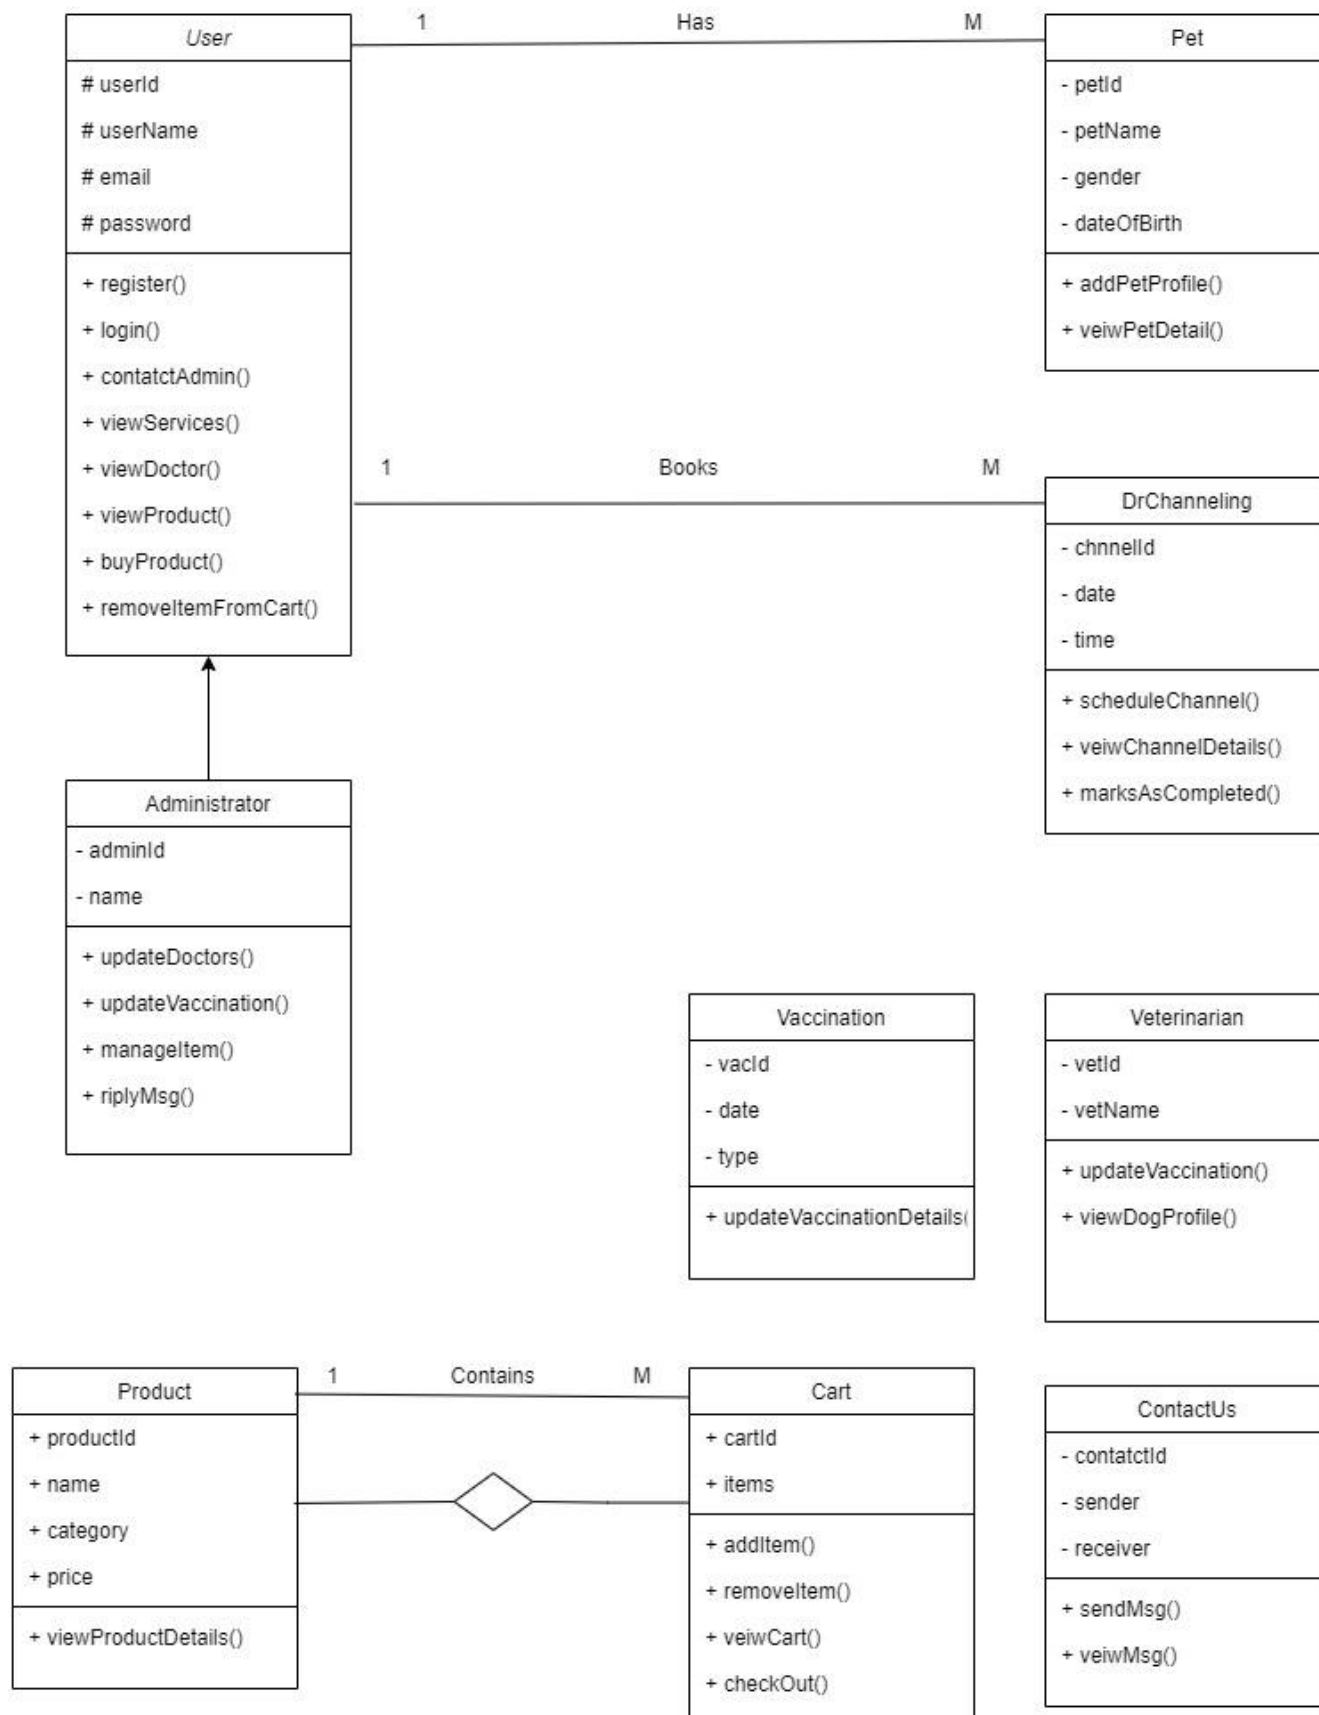 User
# userId
# userName
# email
# password
+ register()
+ login()
+ contatctAdmin()
+ viewServices()
+ viewDoctor()
+ viewProduct()
+ buyProduct()
+ removeItemFromCart()
1 Has M
Pet
- petId
- petName
- gender
- dateOfBirth
+ addPetProfile()
+ veiwPetDetail()
1 Books M
DrChanneling
- chnnelId
- date
- time
+ scheduleChannel()
+ veiwChannelDetails()
+ marksAsCompleted()
Administrator
- adminId
- name
+ updateDoctors()
+ updateVaccination()
+ manageItem()
+ riplyMsg()
Vaccination
- vacId
- date
- type
+ updateVaccinationDetails(
Veterinarian
- vetId
- vetName
+ updateVaccination()
+ viewDogProfile()
Product
+ productId
+ name
+ category
+ price
+ viewProductDetails()
1 Contains M
Cart
+ cartId
+ items
+ addItem()
+ removeItem()
+ veiwCart()
+ checkOut()
ContactUs
- contatctId
- sender
- receiver
+ sendMsg()
+ veiwMsg()